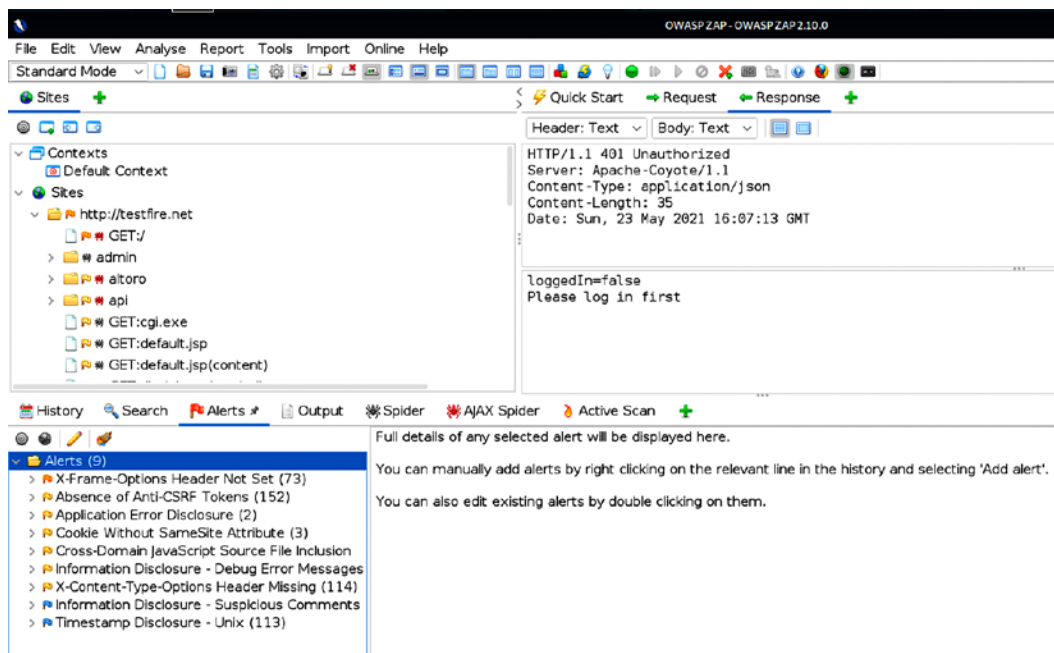 OWASP ZAP - OWASP ZAP 2.10.0
File Edit View Analyse Report Tools Import Online Help
Standard Mode
Sites
Quick Start Request Response
Header: Text Body: Text
Contexts
Default Context
Sites
http://testfire.net
GET:/
admin
altoro
api
GET:cgi.exe
GET:default.jsp
GET:default.jsp(content)
HTTP/1.1 401 Unauthorized
Server: Apache-Coyote/1.1
Content-Type: application/json
Content-Length: 35
Date: Sun, 23 May 2021 16:07:13 GMT
loggedIn=false
Please log in first
History Search Alerts Output Spider AJAX Spider Active Scan
Alerts (9)
X-Frame-Options Header Not Set (73)
Absence of Anti-CSRF Tokens (152)
Application Error Disclosure (2)
Cookie Without SameSite Attribute (3)
Cross-Domain JavaScript Source File Inclusion
Information Disclosure - Debug Error Messages
X-Content-Type-Options Header Missing (114)
Information Disclosure - Suspicious Comments
Timestamp Disclosure - Unix (113)
Full details of any selected alert will be displayed here.
You can manually add alerts by right clicking on the relevant line in the history and selecting 'Add alert'.
You can also edit existing alerts by double clicking on them.